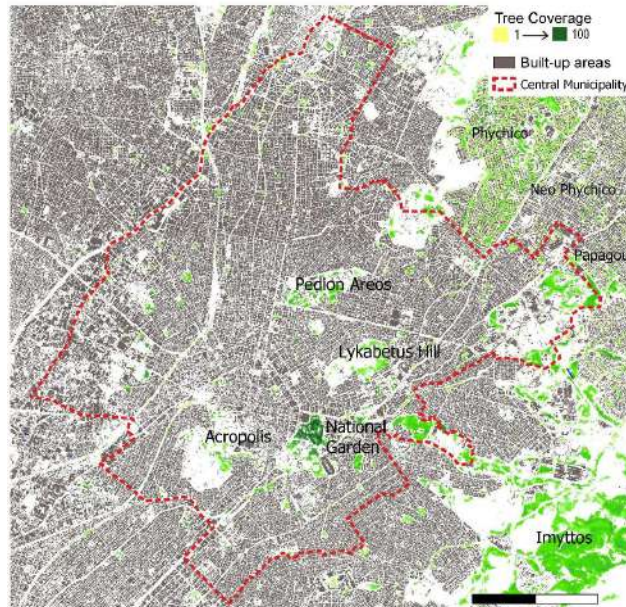 Tree Coverage
1 → 100
Built-up areas
Central Municipality
Phychico
Neo Phychico
Papagou
Pedion Areos
Lykabetus Hill
Acropolis
National
Garden
Imyttos